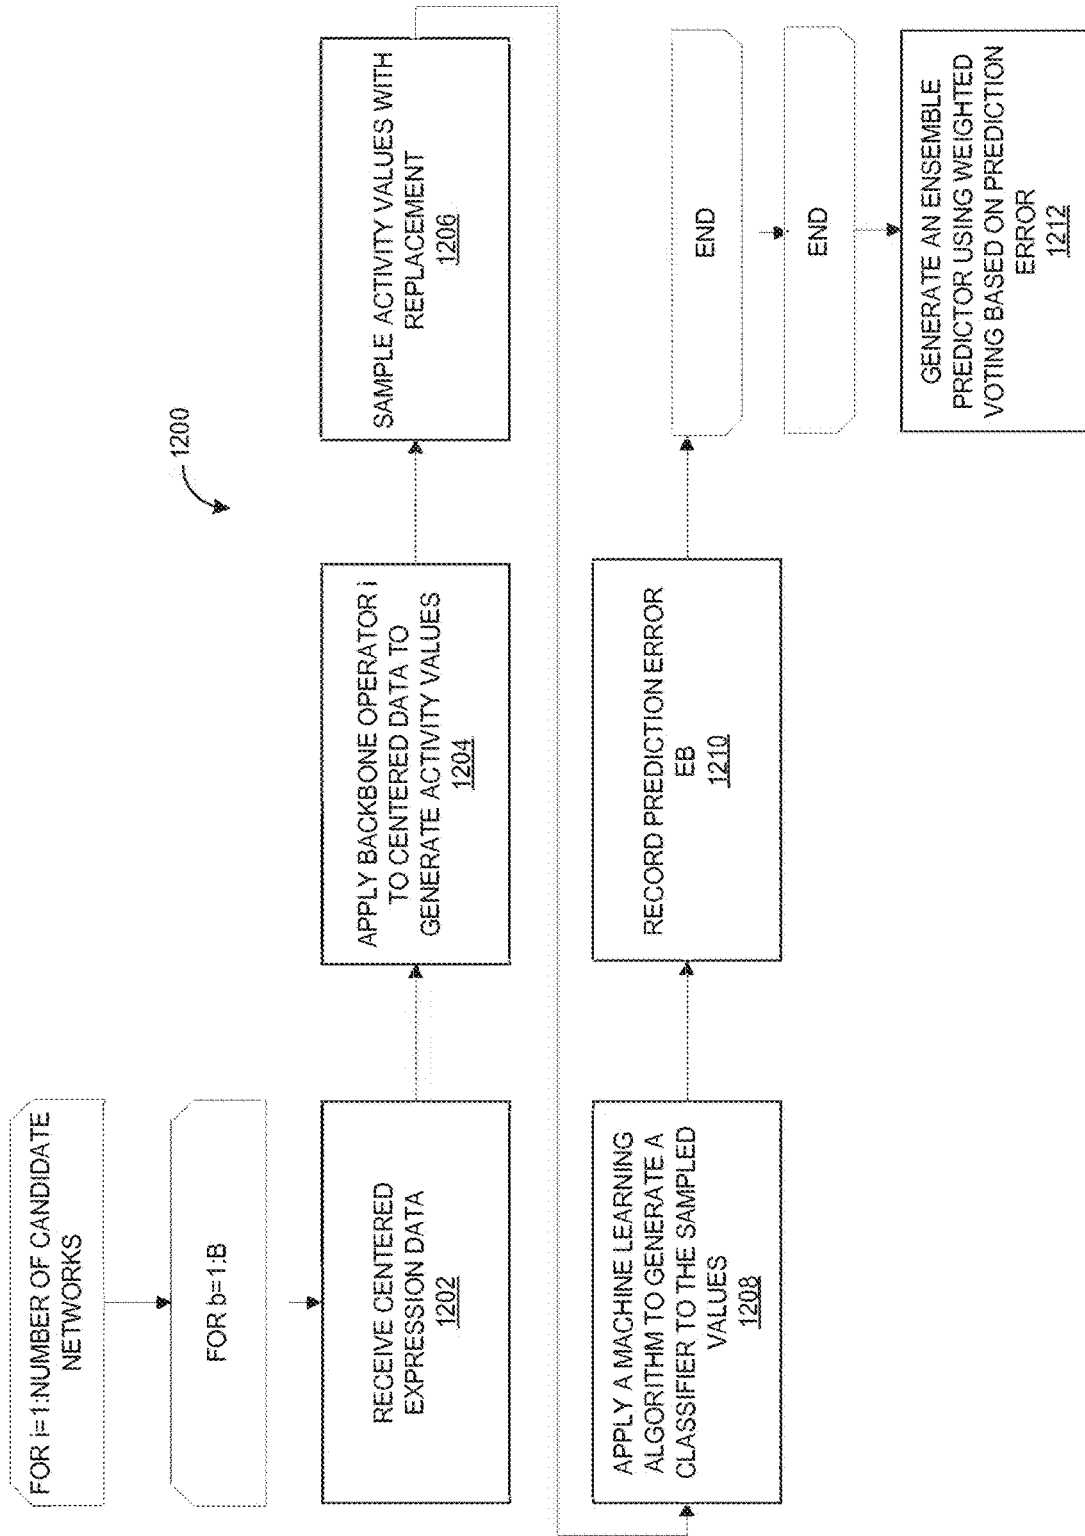 FOR i=1:NUMBER OF CANDIDATE
NETWORKS
FOR b=1:B
1200
RECEIVE CENTERED
EXPRESSION DATA
1202
APPLY BACKBONE OPERATOR i
TO CENTERED DATA TO
GENERATE ACTIVITY VALUES
1204
SAMPLE ACTIVITY VALUES WITH
REPLACEMENT
1206
APPLY A MACHINE LEARNING
ALGORITHM TO GENERATE A
CLASSIFIER TO THE SAMPLED
VALUES
1208
RECORD PREDICTION ERROR
EB
1210
END
END
GENERATE AN ENSEMBLE
PREDICTOR USING WEIGHTED
VOTING BASED ON PREDICTION
ERROR
1212